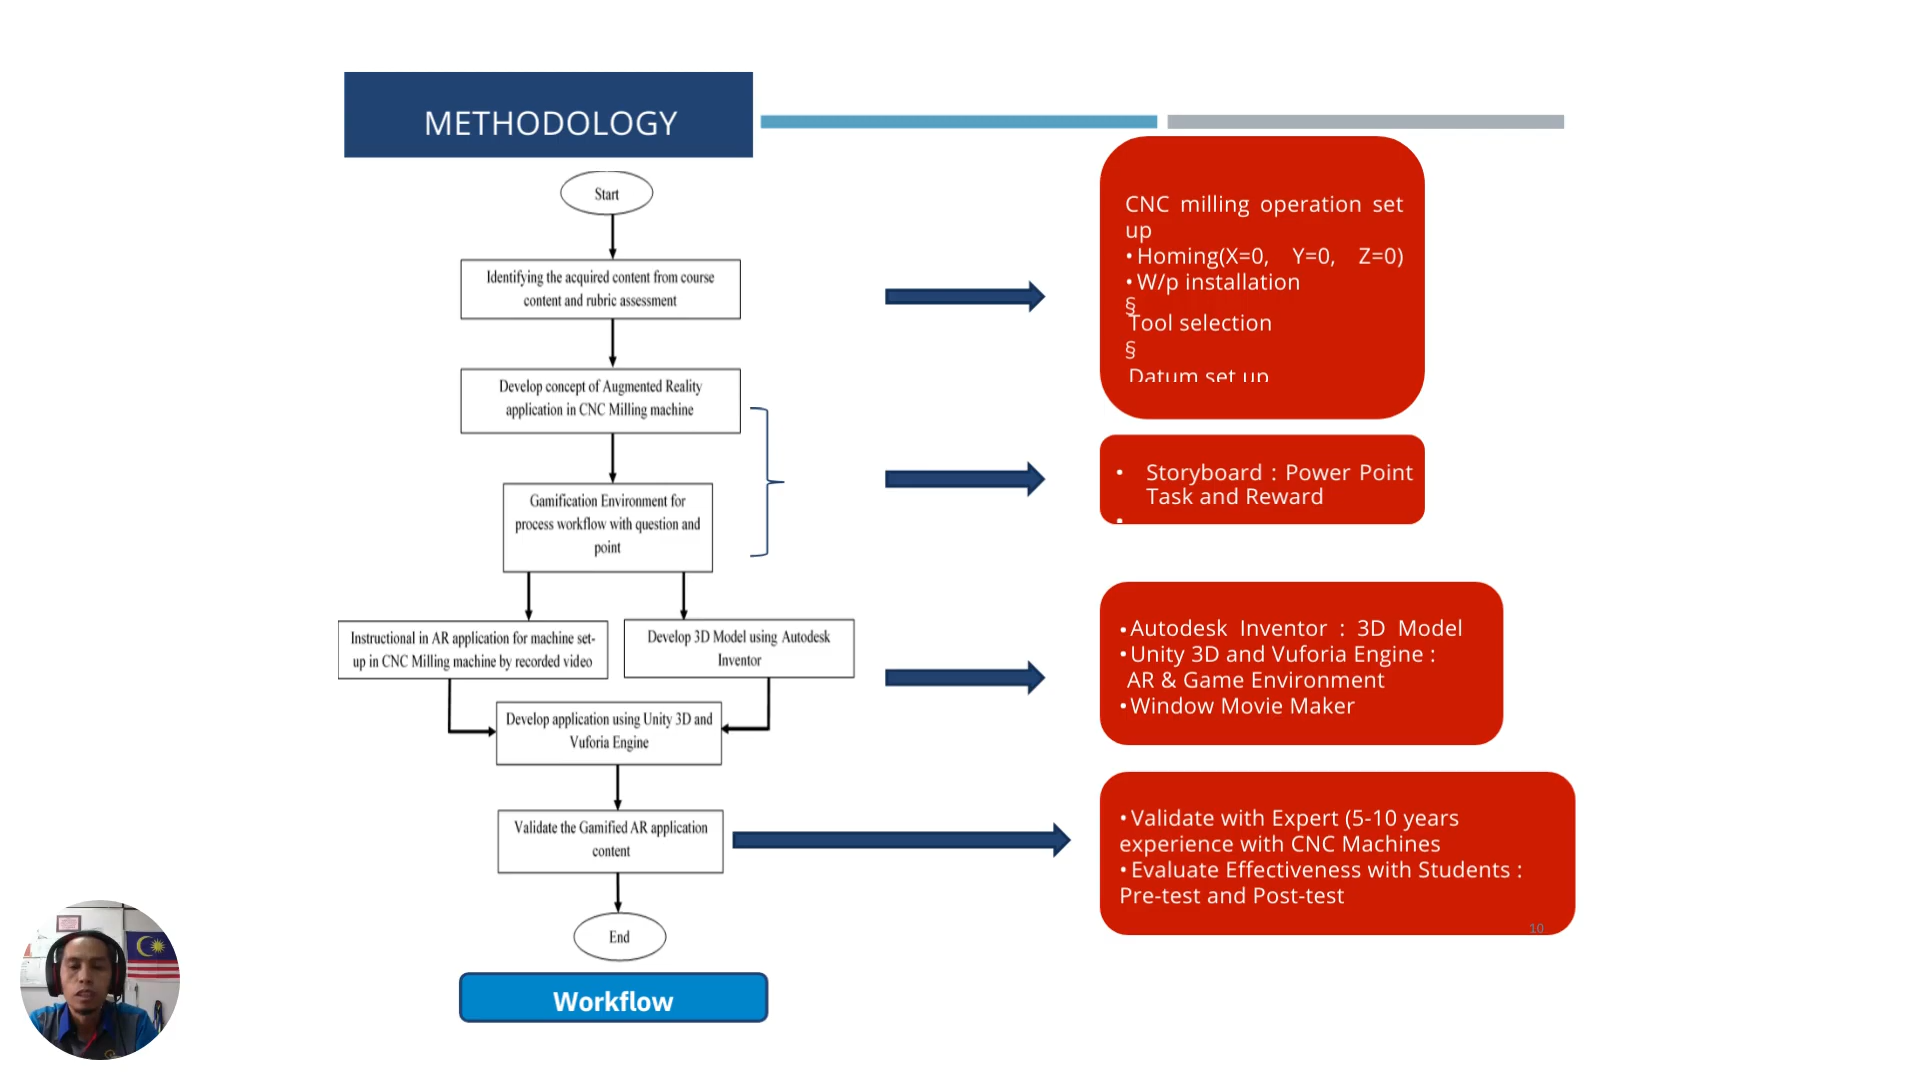 METHODOLOGY
Start
Identifying the acquired content from course
content and rubric assessment
Develop concept of Augmented Reality
application in CNC Milling machine
Gamification Environment for
process workflow with question and
point
Instructional in AR application for machine set-
up in CNC Milling machine by recorded video
Develop 3D Model using Autodesk
Inventor
Develop application using Unity 3D and
Vuforia Engine
Validate the Gamified AR application
content
End
Workflow
CNC milling operation set
up
•Homing(X=0, Y=0, Z=0)
•W/p installation
§
Tool selection
§
Datum set up
• Storyboard : Power Point
Task and Reward
•
•Autodesk Inventor : 3D Model
•Unity 3D and Vuforia Engine :
AR & Game Environment
•Window Movie Maker
•Validate with Expert (5-10 years
experience with CNC Machines
•Evaluate Effectiveness with Students :
Pre-test and Post-test
10